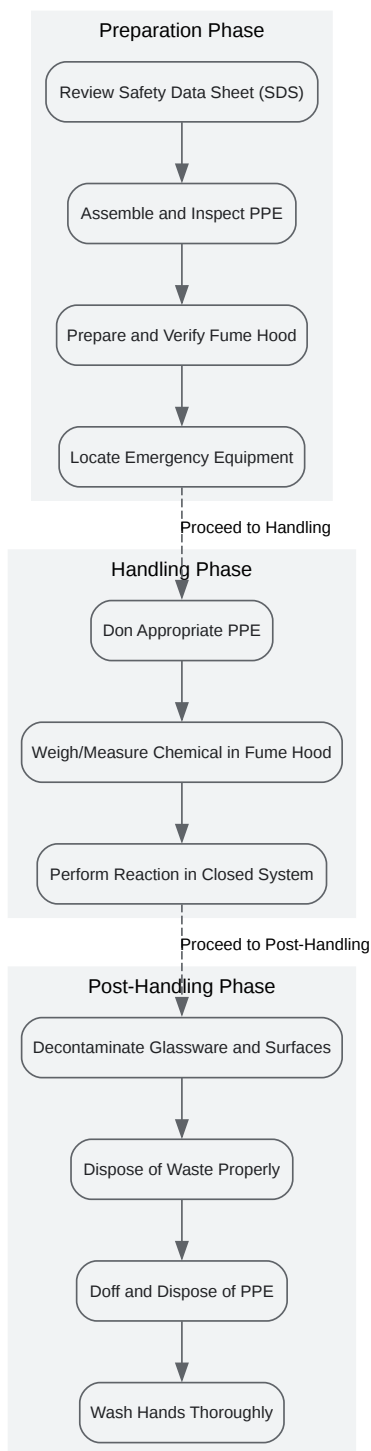 Preparation Phase
Review Safety Data Sheet (SDS)
Assemble and Inspect PPE
Prepare and Verify Fume Hood
Locate Emergency Equipment
Proceed to Handling
Handling Phase
Don Appropriate PPE
Weigh/Measure Chemical in Fume Hood
Perform Reaction in Closed System
Proceed to Post-Handling
Post-Handling Phase
Decontaminate Glassware and Surfaces
Dispose of Waste Properly
Doff and Dispose of PPE
Wash Hands Thoroughly